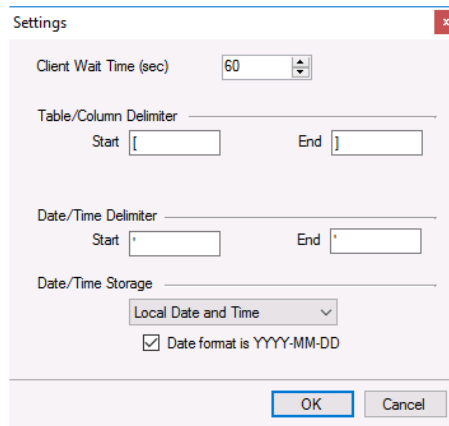 Settings
Client Wait Time (sec) 60
Table/Column Delimiter
Start [ End ]
Date/Time Delimiter
Start ' End '
Date/Time Storage
Local Date and Time
Date format is YYYY-MM-DD
OK Cancel